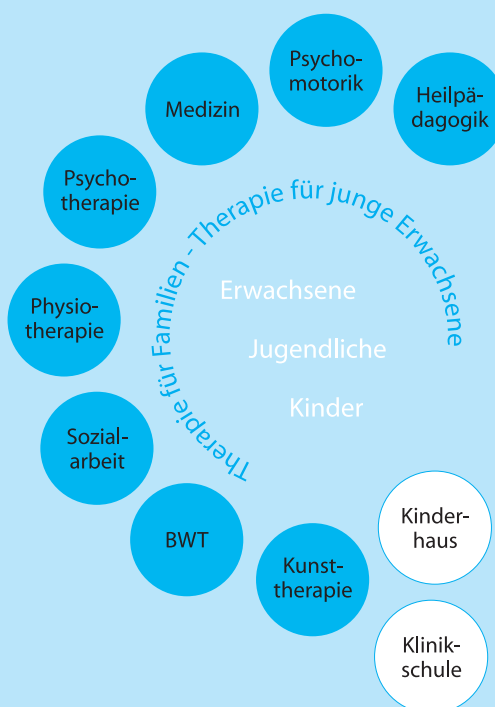 Psycho-
motorik
Medizin
Heilpä-
dagogik
Psycho-
therapie
Therapie für Familien - Therapie für junge Erwachsene
Erwachsene
Physio-
therapie
Jugendliche
Kinder
Sozial-
arbeit
BWT
Kunst-
therapie
Kinder-
haus
Klinik-
schule